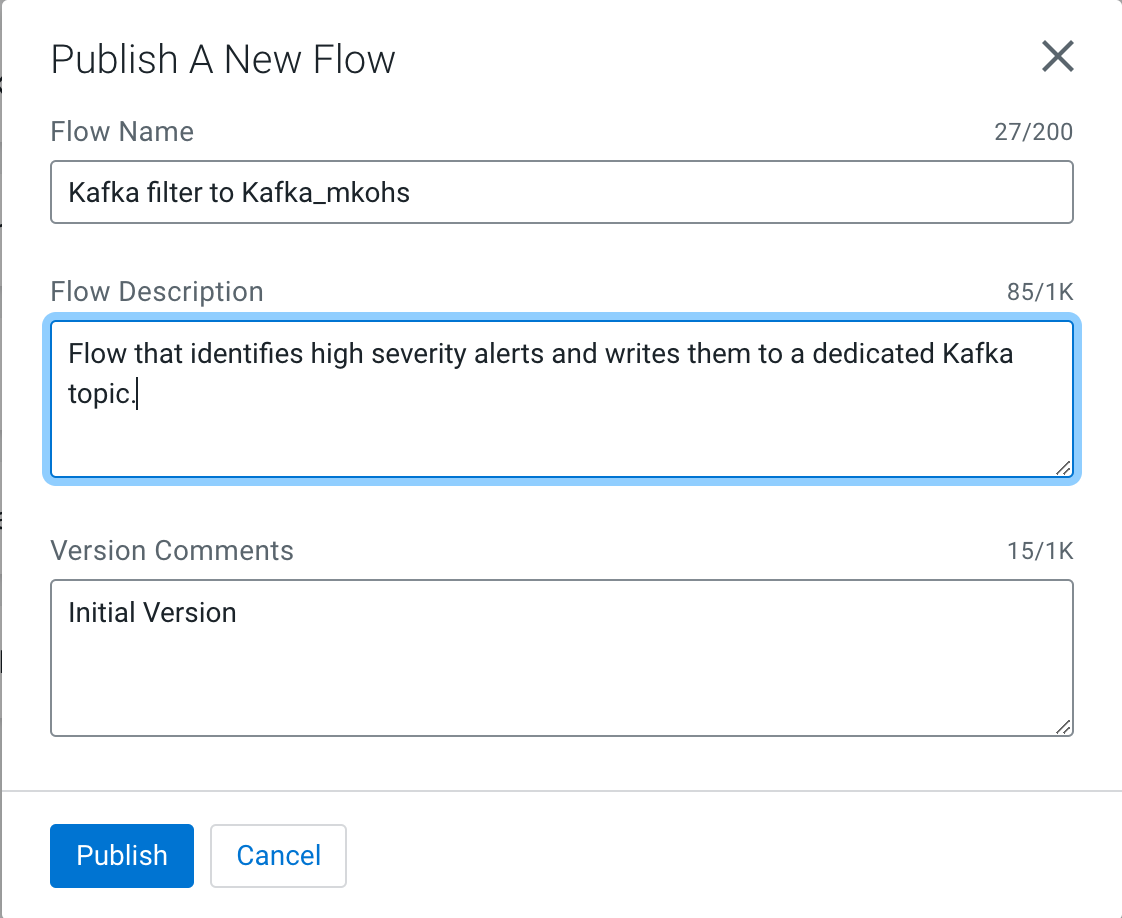 Publish A New Flow
Flow Name 27/200
Kafka filter to Kafka_mkohs
Flow Description 85/1K
Flow that identifies high severity alerts and writes them to a dedicated Kafka
topic.
Version Comments 15/1K
Initial Version
Publish Cancel